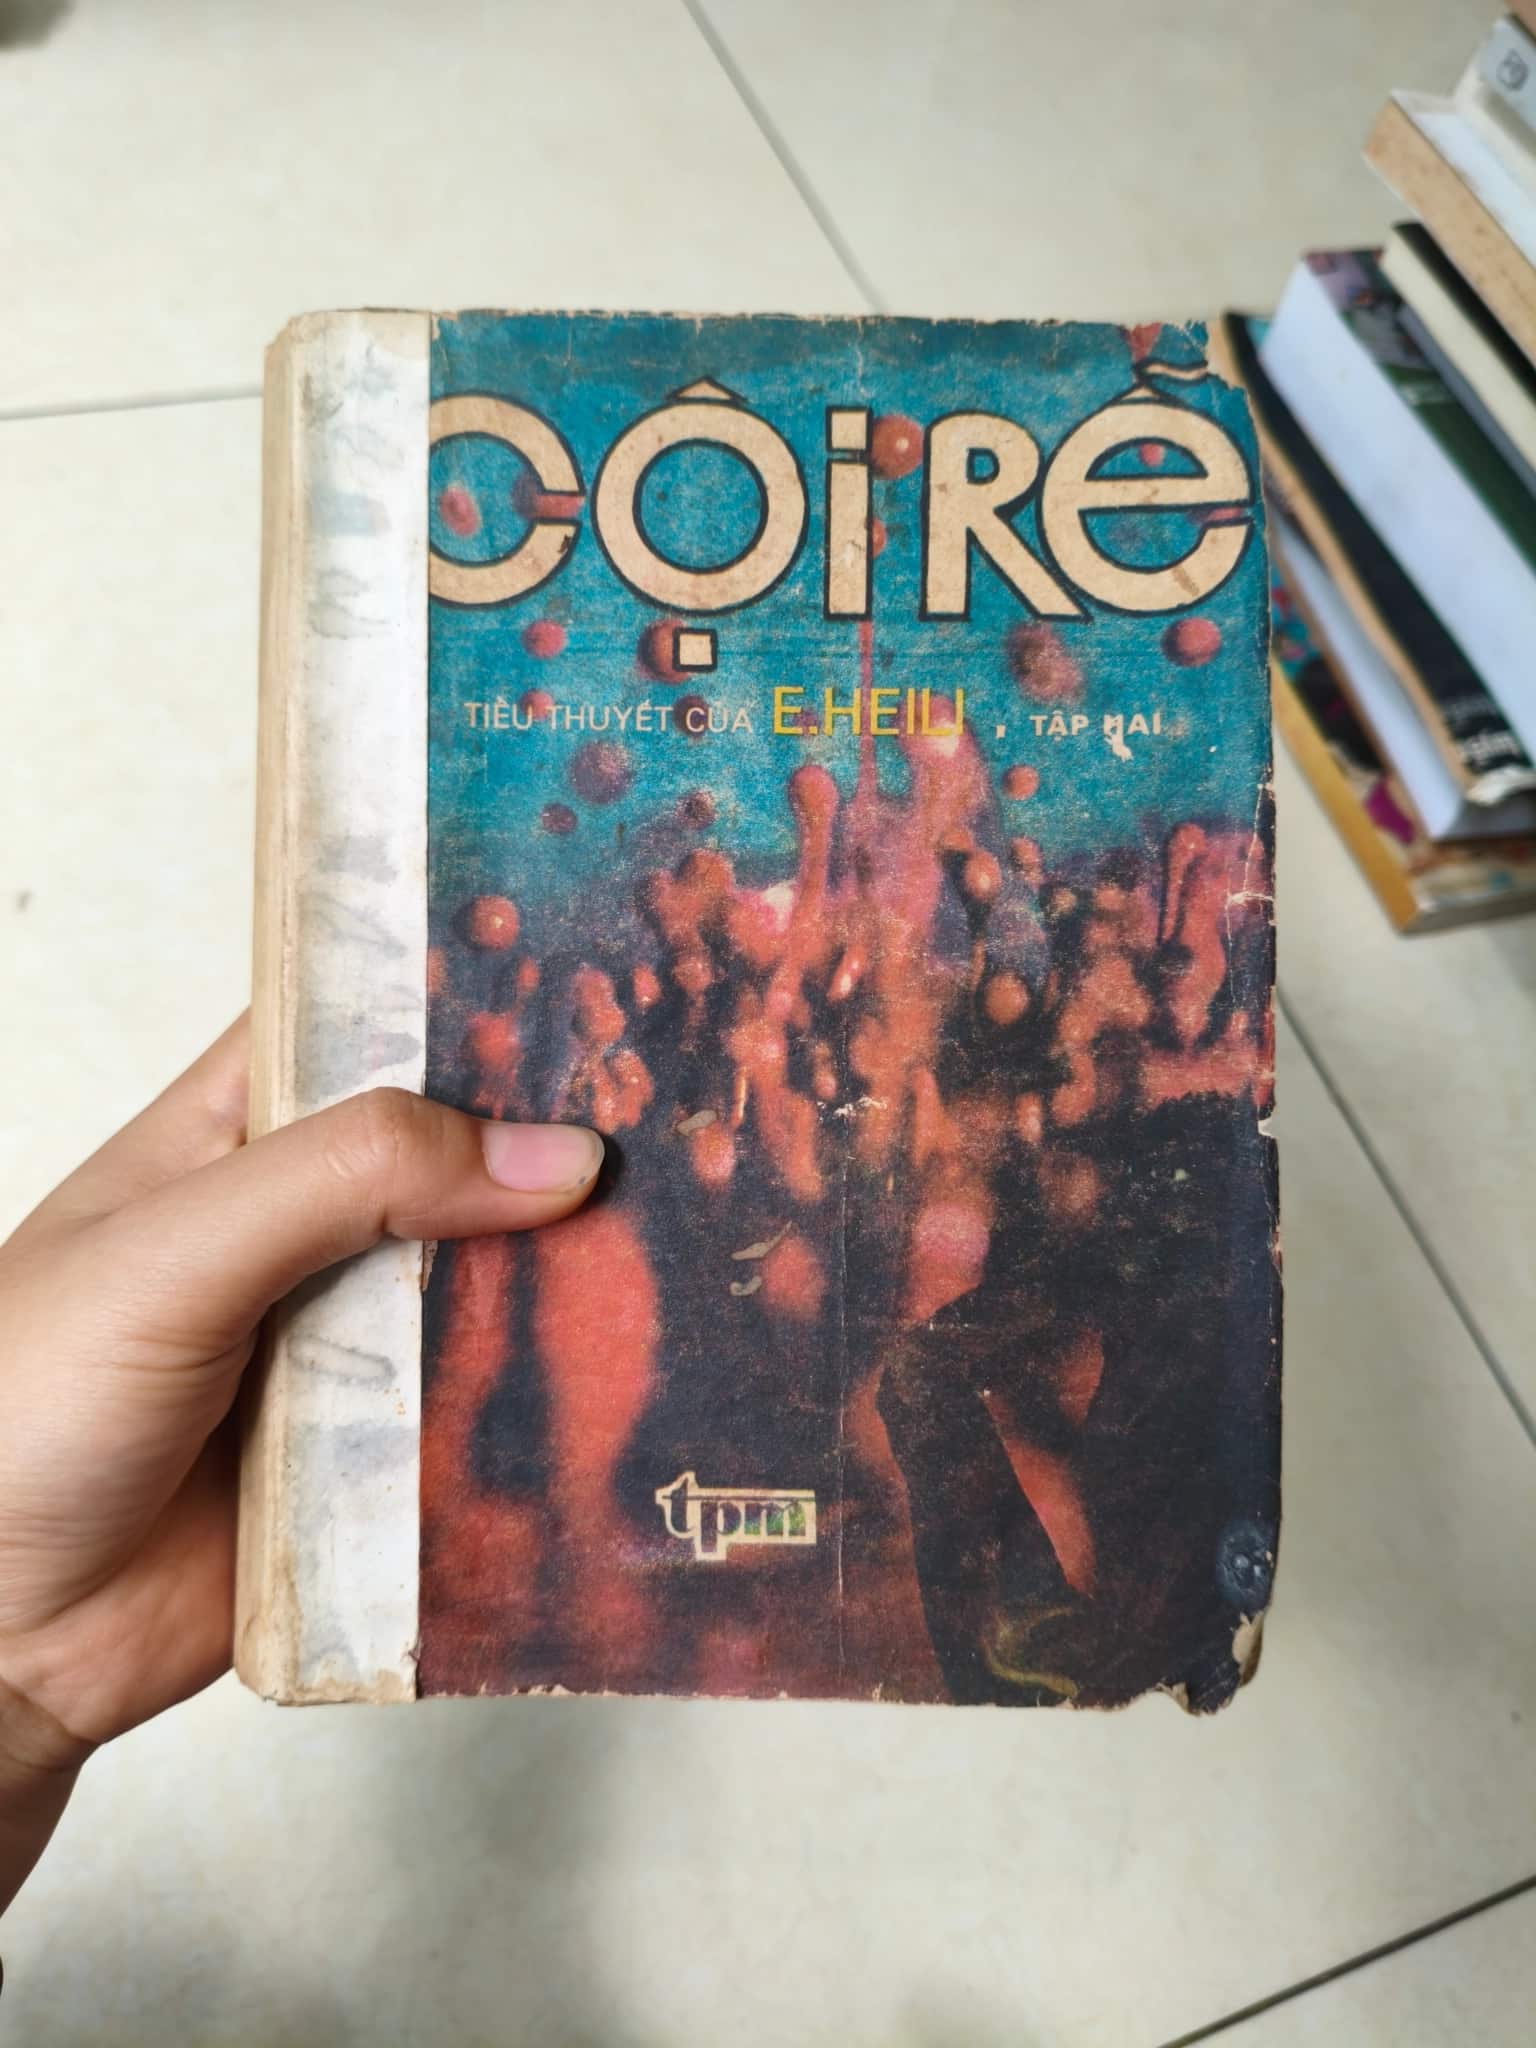 CỘI RỄ
TIỂU THUYẾT CỦA E.HEILI, TẬP HAI
tpm